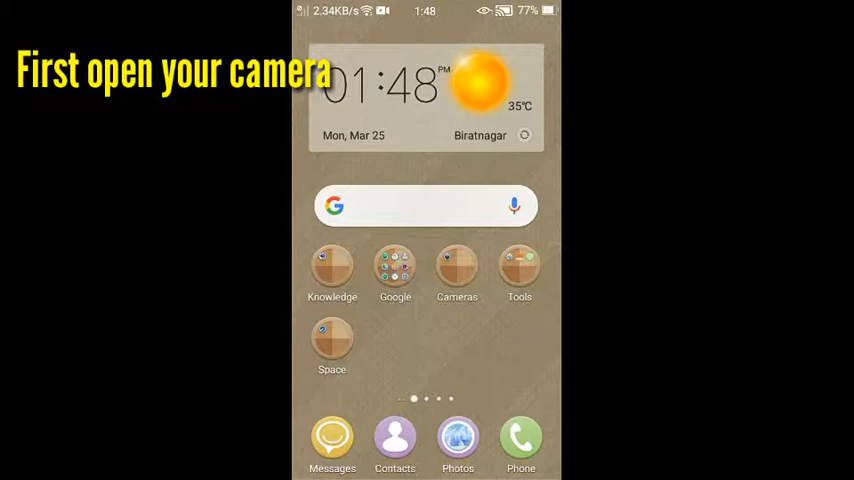 2.34KB/s 1:48 77%
First open your camera
01:48 PM
35°C
Mon, Mar 25 Biratnagar
G
Knowledge Google Cameras Tools
Space
Messages Contacts Photos Phone